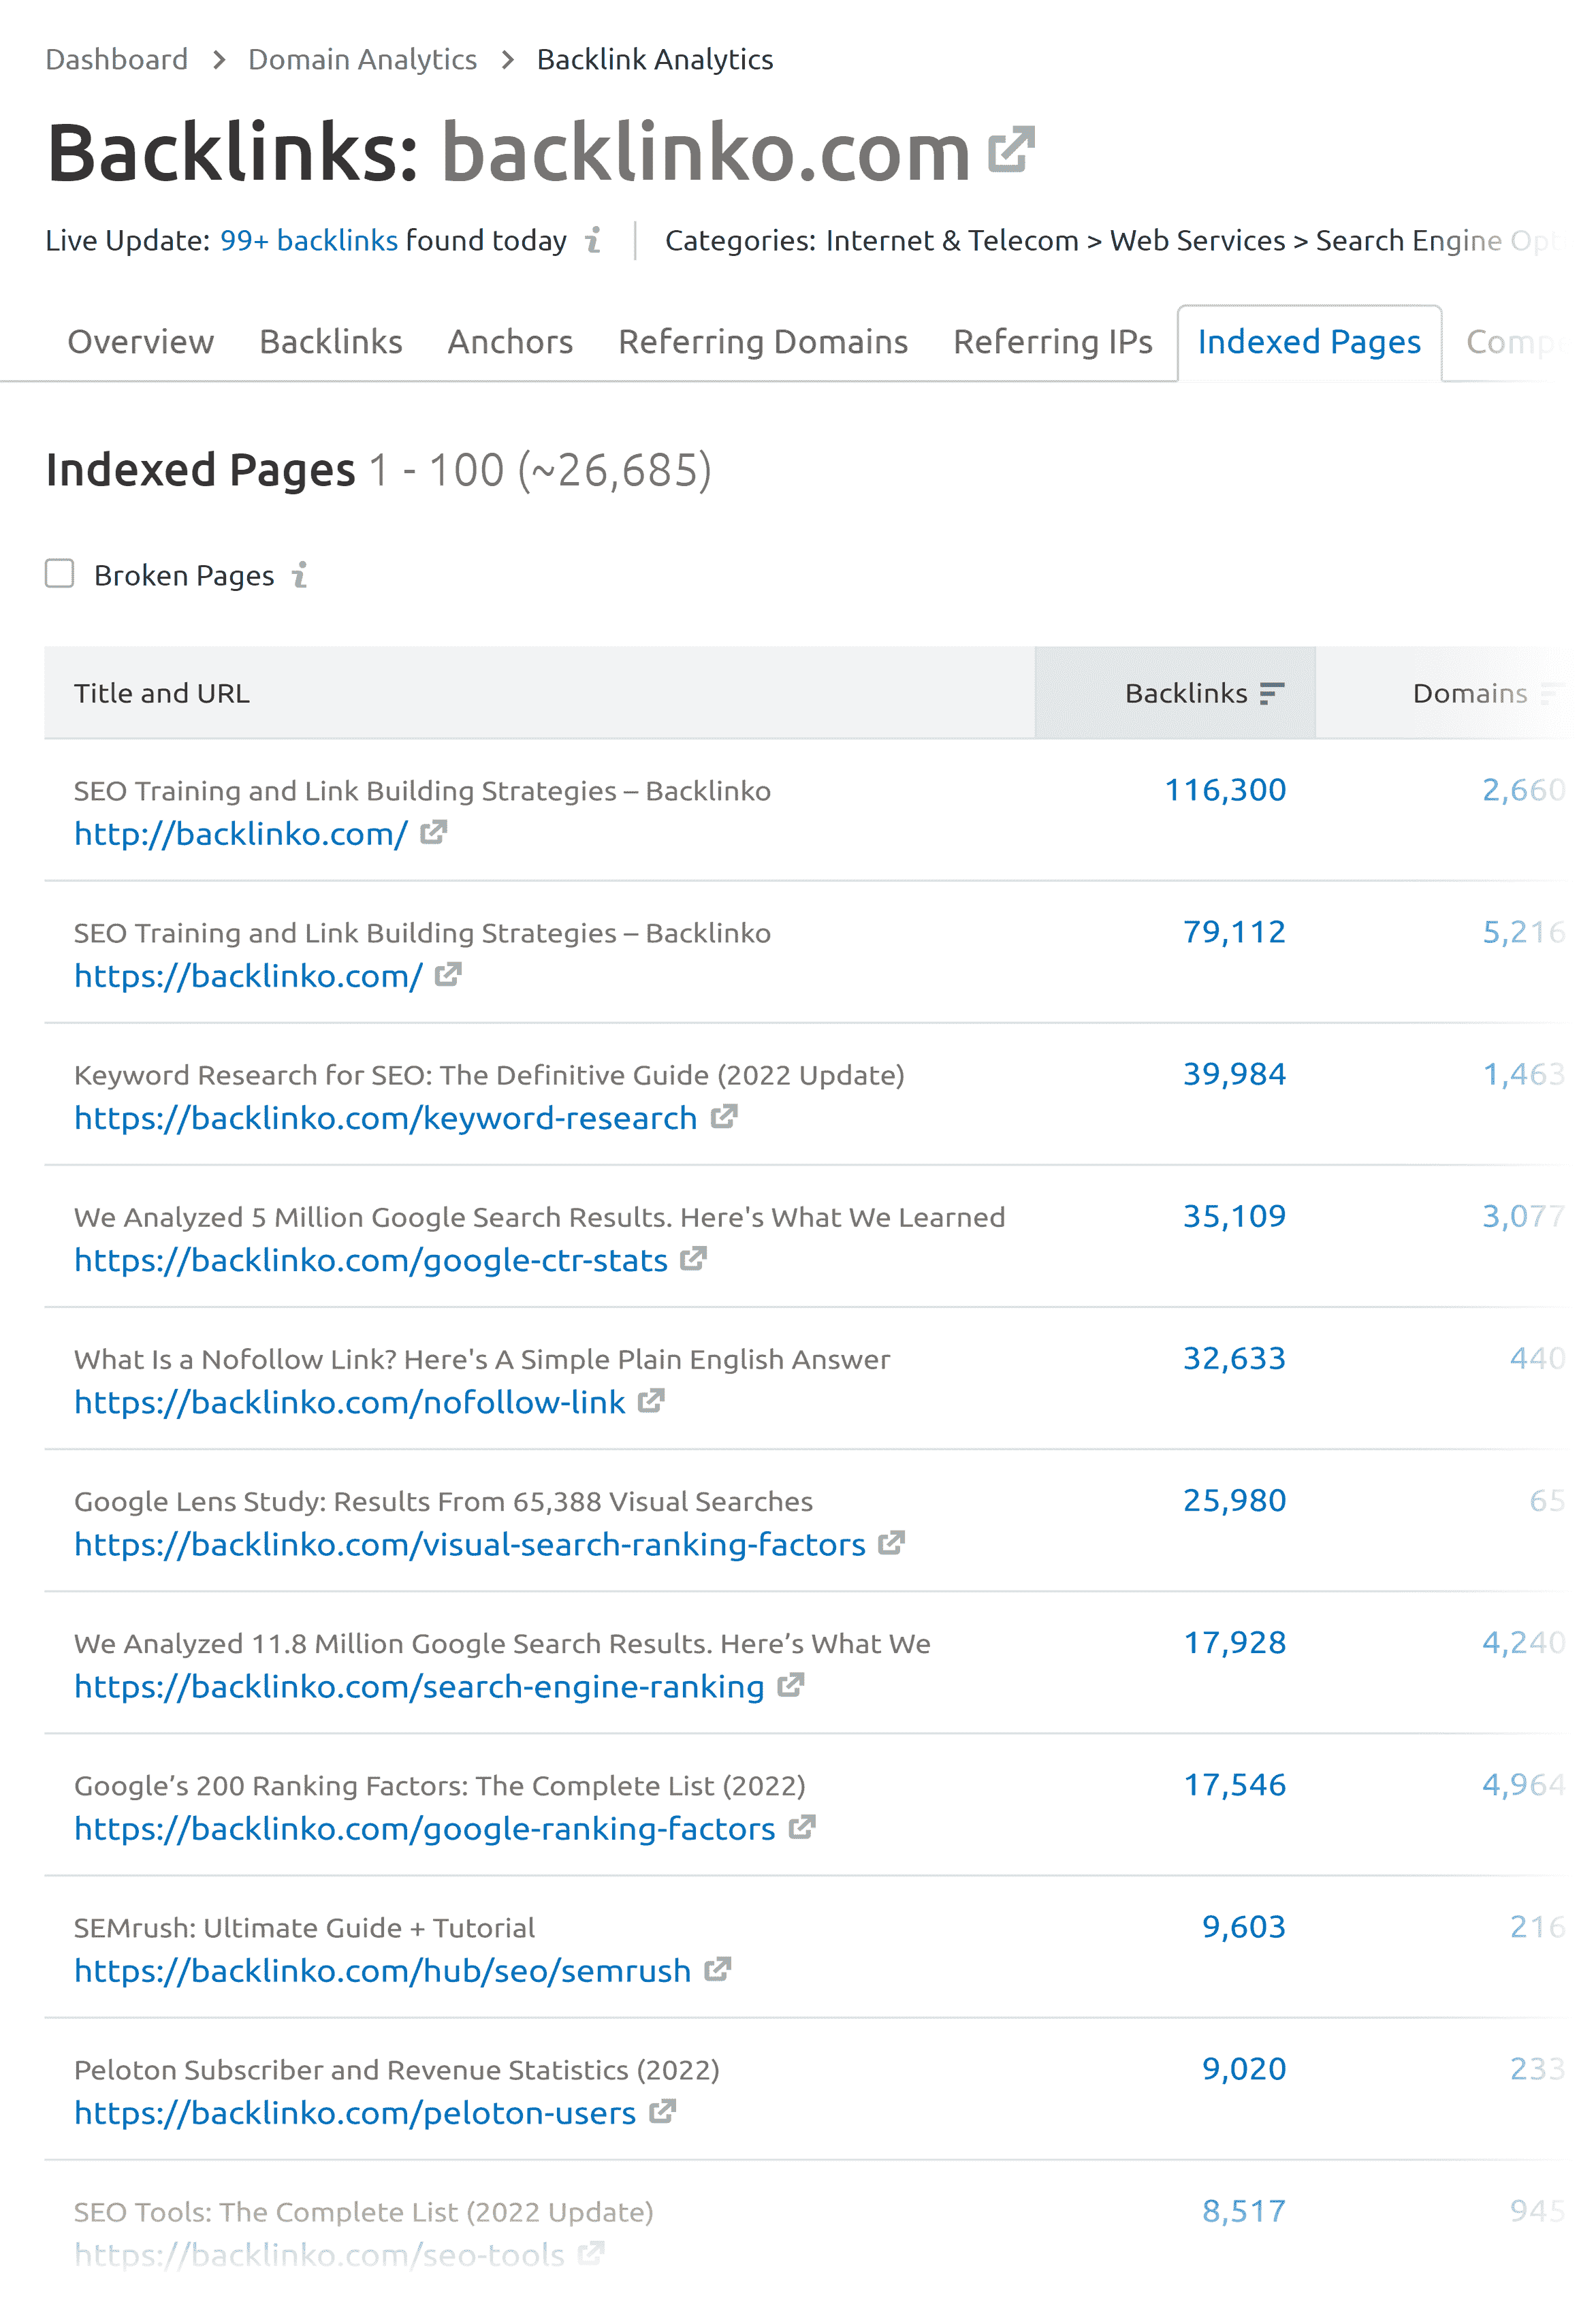 Dashboard > Domain Analytics > Backlink Analytics
Backlinks: backlinko.com
Live Update: 99+ backlinks found today i | Categories: Internet & Telecom > Web Services > Search Engine
Overview Backlinks Anchors Referring Domains Referring IPs Indexed Pages
Indexed Pages 1 - 100 (~26,685)
Broken Pages i
Title and URL Backlinks Domains
SEO Training and Link Building Strategies – Backlinko 116,300 2,660
http://backlinko.com/
SEO Training and Link Building Strategies – Backlinko 79,112 5,216
https://backlinko.com/
Keyword Research for SEO: The Definitive Guide (2022 Update) 39,984 1,463
https://backlinko.com/keyword-research
We Analyzed 5 Million Google Search Results. Here's What We Learned 35,109 3,077
https://backlinko.com/google-ctr-stats
What Is a Nofollow Link? Here's A Simple Plain English Answer 32,633 440
https://backlinko.com/nofollow-link
Google Lens Study: Results From 65,388 Visual Searches 25,980 65
https://backlinko.com/visual-search-ranking-factors
We Analyzed 11.8 Million Google Search Results. Here’s What We 17,928 4,240
https://backlinko.com/search-engine-ranking
Google’s 200 Ranking Factors: The Complete List (2022) 17,546 4,964
https://backlinko.com/google-ranking-factors
SEMrush: Ultimate Guide + Tutorial 9,603 216
https://backlinko.com/hub/seo/semrush
Peloton Subscriber and Revenue Statistics (2022) 9,020 233
https://backlinko.com/peloton-users
SEO Tools: The Complete List (2022 Update) 8,517 945
https://backlinko.com/seo-tools